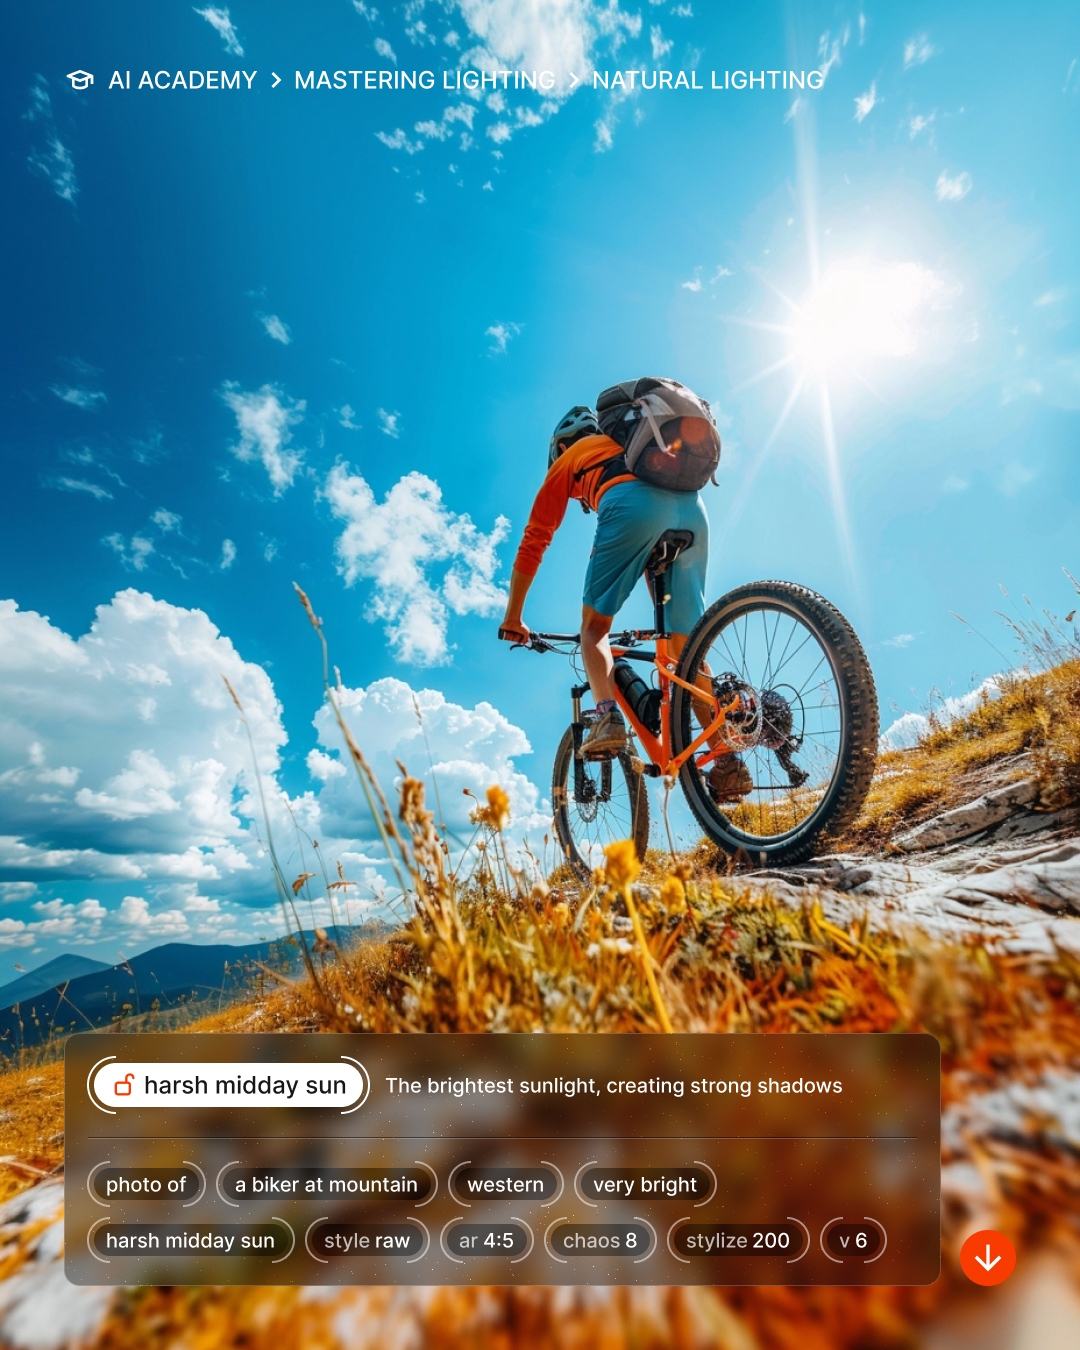 AI ACADEMY > MASTERING LIGHTING > NATURAL LIGHTING
harsh midday sun The brightest sunlight, creating strong shadows
photo of a biker at mountain western very bright
harsh midday sun style raw ar 4:5 chaos 8 stylize 200 v 6